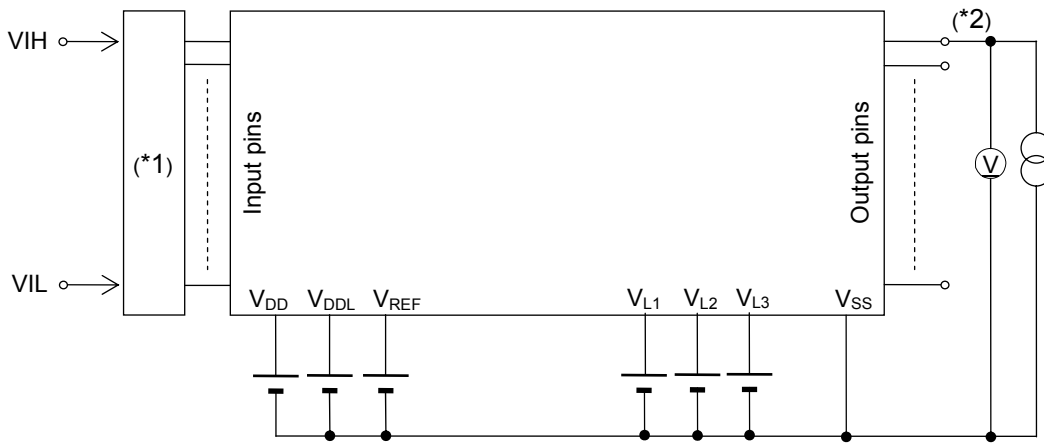 (*2)
VIH
(*1)
Input pins
Output pins
V
VIL
VDD VDDL VREF VL1 VL2 VL3 VSS